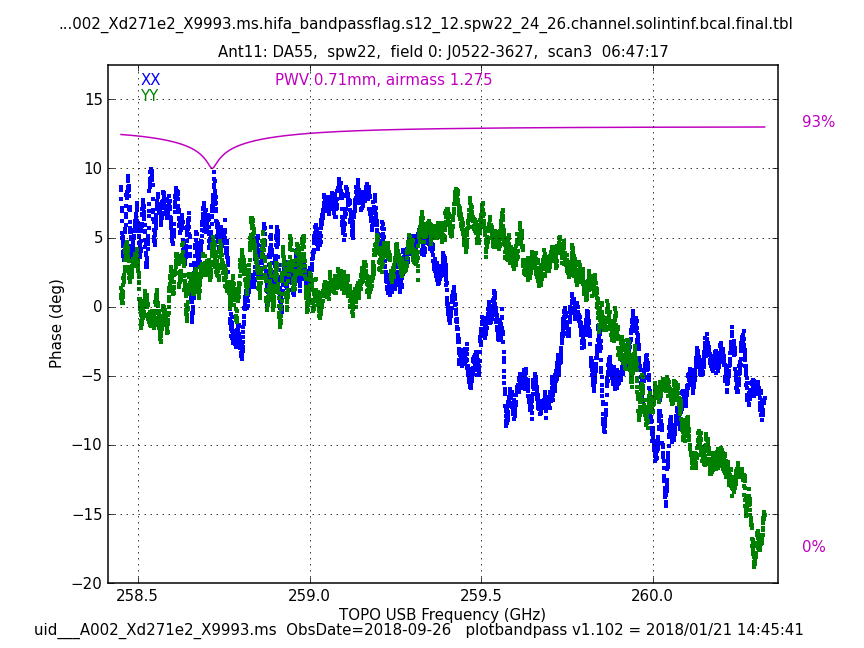 ...002_Xd271e2_X9993.ms.hifa_bandpassflag.s12_12.spw22_24_26.channel.solintinf.bcal.final.tbl
Ant11: DA55,  spw22,  field 0: J0522-3627,  scan3  06:47:17
XX
PWV 0.71mm, airmass 1.275
YY
93%
0%
15
10
5
0
−5
−10
−15
−20
Phase (deg)
258.5
259.0
259.5
260.0
TOPO USB Frequency (GHz)
uid___A002_Xd271e2_X9993.ms  ObsDate=2018-09-26   plotbandpass v1.102 = 2018/01/21 14:45:41